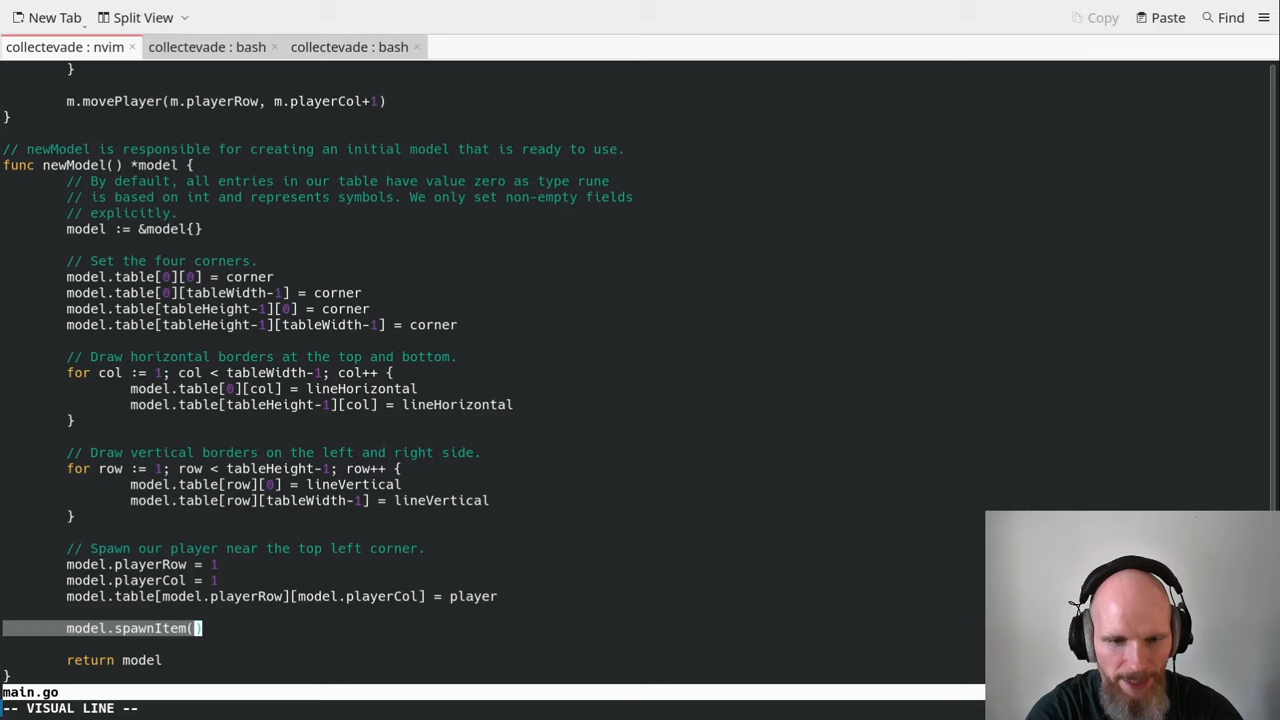 New Tab Split View Copy Paste Find
collectevade : nvim collectevade : bash collectevade : bash
}
m.movePlayer(m.playerRow, m.playerCol+1)
}
// newModel is responsible for creating an initial model that is ready to use.
func newModel() *model {
// By default, all entries in our table have value zero as type rune
// is based on int and represents symbols. We only set non-empty fields
// explicitly.
model := &model{}
// Set the four corners.
model.table[0][0] = corner
model.table[0][tableWidth-1] = corner
model.table[tableHeight-1][0] = corner
model.table[tableHeight-1][tableWidth-1] = corner
// Draw horizontal borders at the top and bottom.
for col := 1; col < tableWidth-1; col++ {
model.table[0][col] = lineHorizontal
model.table[tableHeight-1][col] = lineHorizontal
}
// Draw vertical borders on the left and right side.
for row := 1; row < tableHeight-1; row++ {
model.table[row][0] = lineVertical
model.table[row][tableWidth-1] = lineVertical
}
// Spawn our player near the top left corner.
model.playerRow = 1
model.playerCol = 1
model.table[model.playerRow][model.playerCol] = player
model.spawnItem()
return model
}
main.go
-- VISUAL LINE --